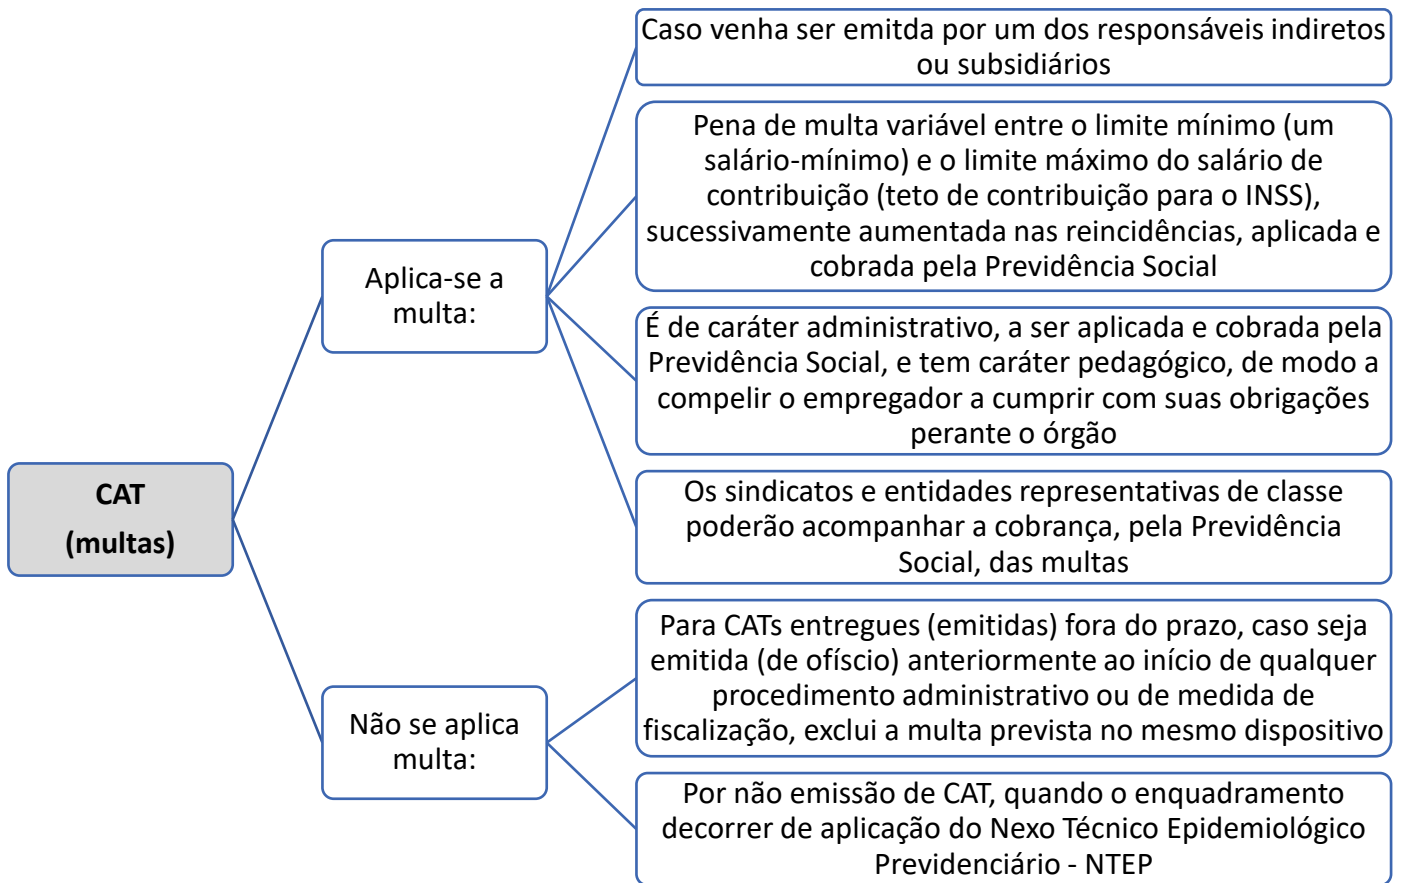 CAT
(multas)
Aplica-se a
multa:
Caso venha ser emitda por um dos responsáveis indiretos
ou subsidiários
Pena de multa variável entre o limite mínimo (um
salário-mínimo) e o limite máximo do salário de
contribuição (teto de contribuição para o INSS),
sucessivamente aumentada nas reincidências, aplicada e
cobrada pela Previdência Social
É de caráter administrativo, a ser aplicada e cobrada pela
Previdência Social, e tem caráter pedagógico, de modo a
compelir o empregador a cumprir com suas obrigações
perante o órgão
Os sindicatos e entidades representativas de classe
poderão acompanhar a cobrança, pela Previdência
Social, das multas
Não se aplica
multa:
Para CATs entregues (emitidas) fora do prazo, caso seja
emitida (de ofíscio) anteriormente ao início de qualquer
procedimento administrativo ou de medida de
fiscalização, exclui a multa prevista no mesmo dispositivo
Por não emissão de CAT, quando o enquadramento
decorrer de aplicação do Nexo Técnico Epidemiológico
Previdenciário - NTEP